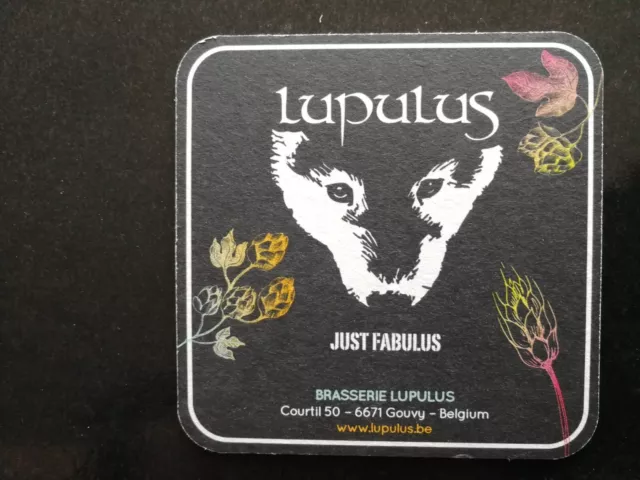 Lupulus
JUST FABULUS
BRASSERIE LUPULUS
Courtil 50 - 6671 Gouvy - Belgium
www.lupulus.be